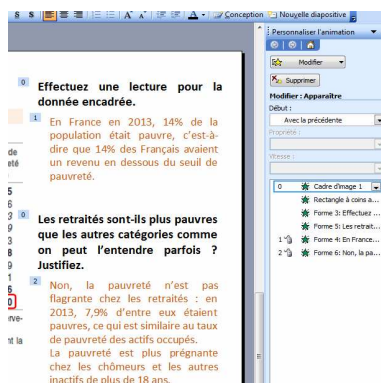 Conception
Nouvelle diapositive
Personnaliser l'animation
Modifier
Supprimer
Modifier : Apparaître
Début :
Avec la précédente
Propriété :
Vitesse :
0 Cadre d'image 1
Rectangle à coins a...
Forme 3: Effectuez ...
Forme 5: Les retrait...
1 Forme 4: En France...
2 Forme 6: Non, la pa...
0
Effectuez une lecture pour la
donnée encadrée.
1
En France en 2013, 14% de la
population était pauvre, c'est-à-
dire que 14% des Français avaient
un revenu en dessous du seuil de
pauvreté.
0
Les retraités sont-ils plus pauvres
que les autres catégories comme
on peut l'entendre parfois ?
Justifiez.
2
Non, la pauvreté n'est pas
flagrante chez les retraités : en
2013, 7,9% d'entre eux étaient
pauvres, ce qui est similaire au taux
de pauvreté des actifs occupés.
La pauvreté est plus prégnante
chez les chômeurs et les autres
inactifs de plus de 18 ans.